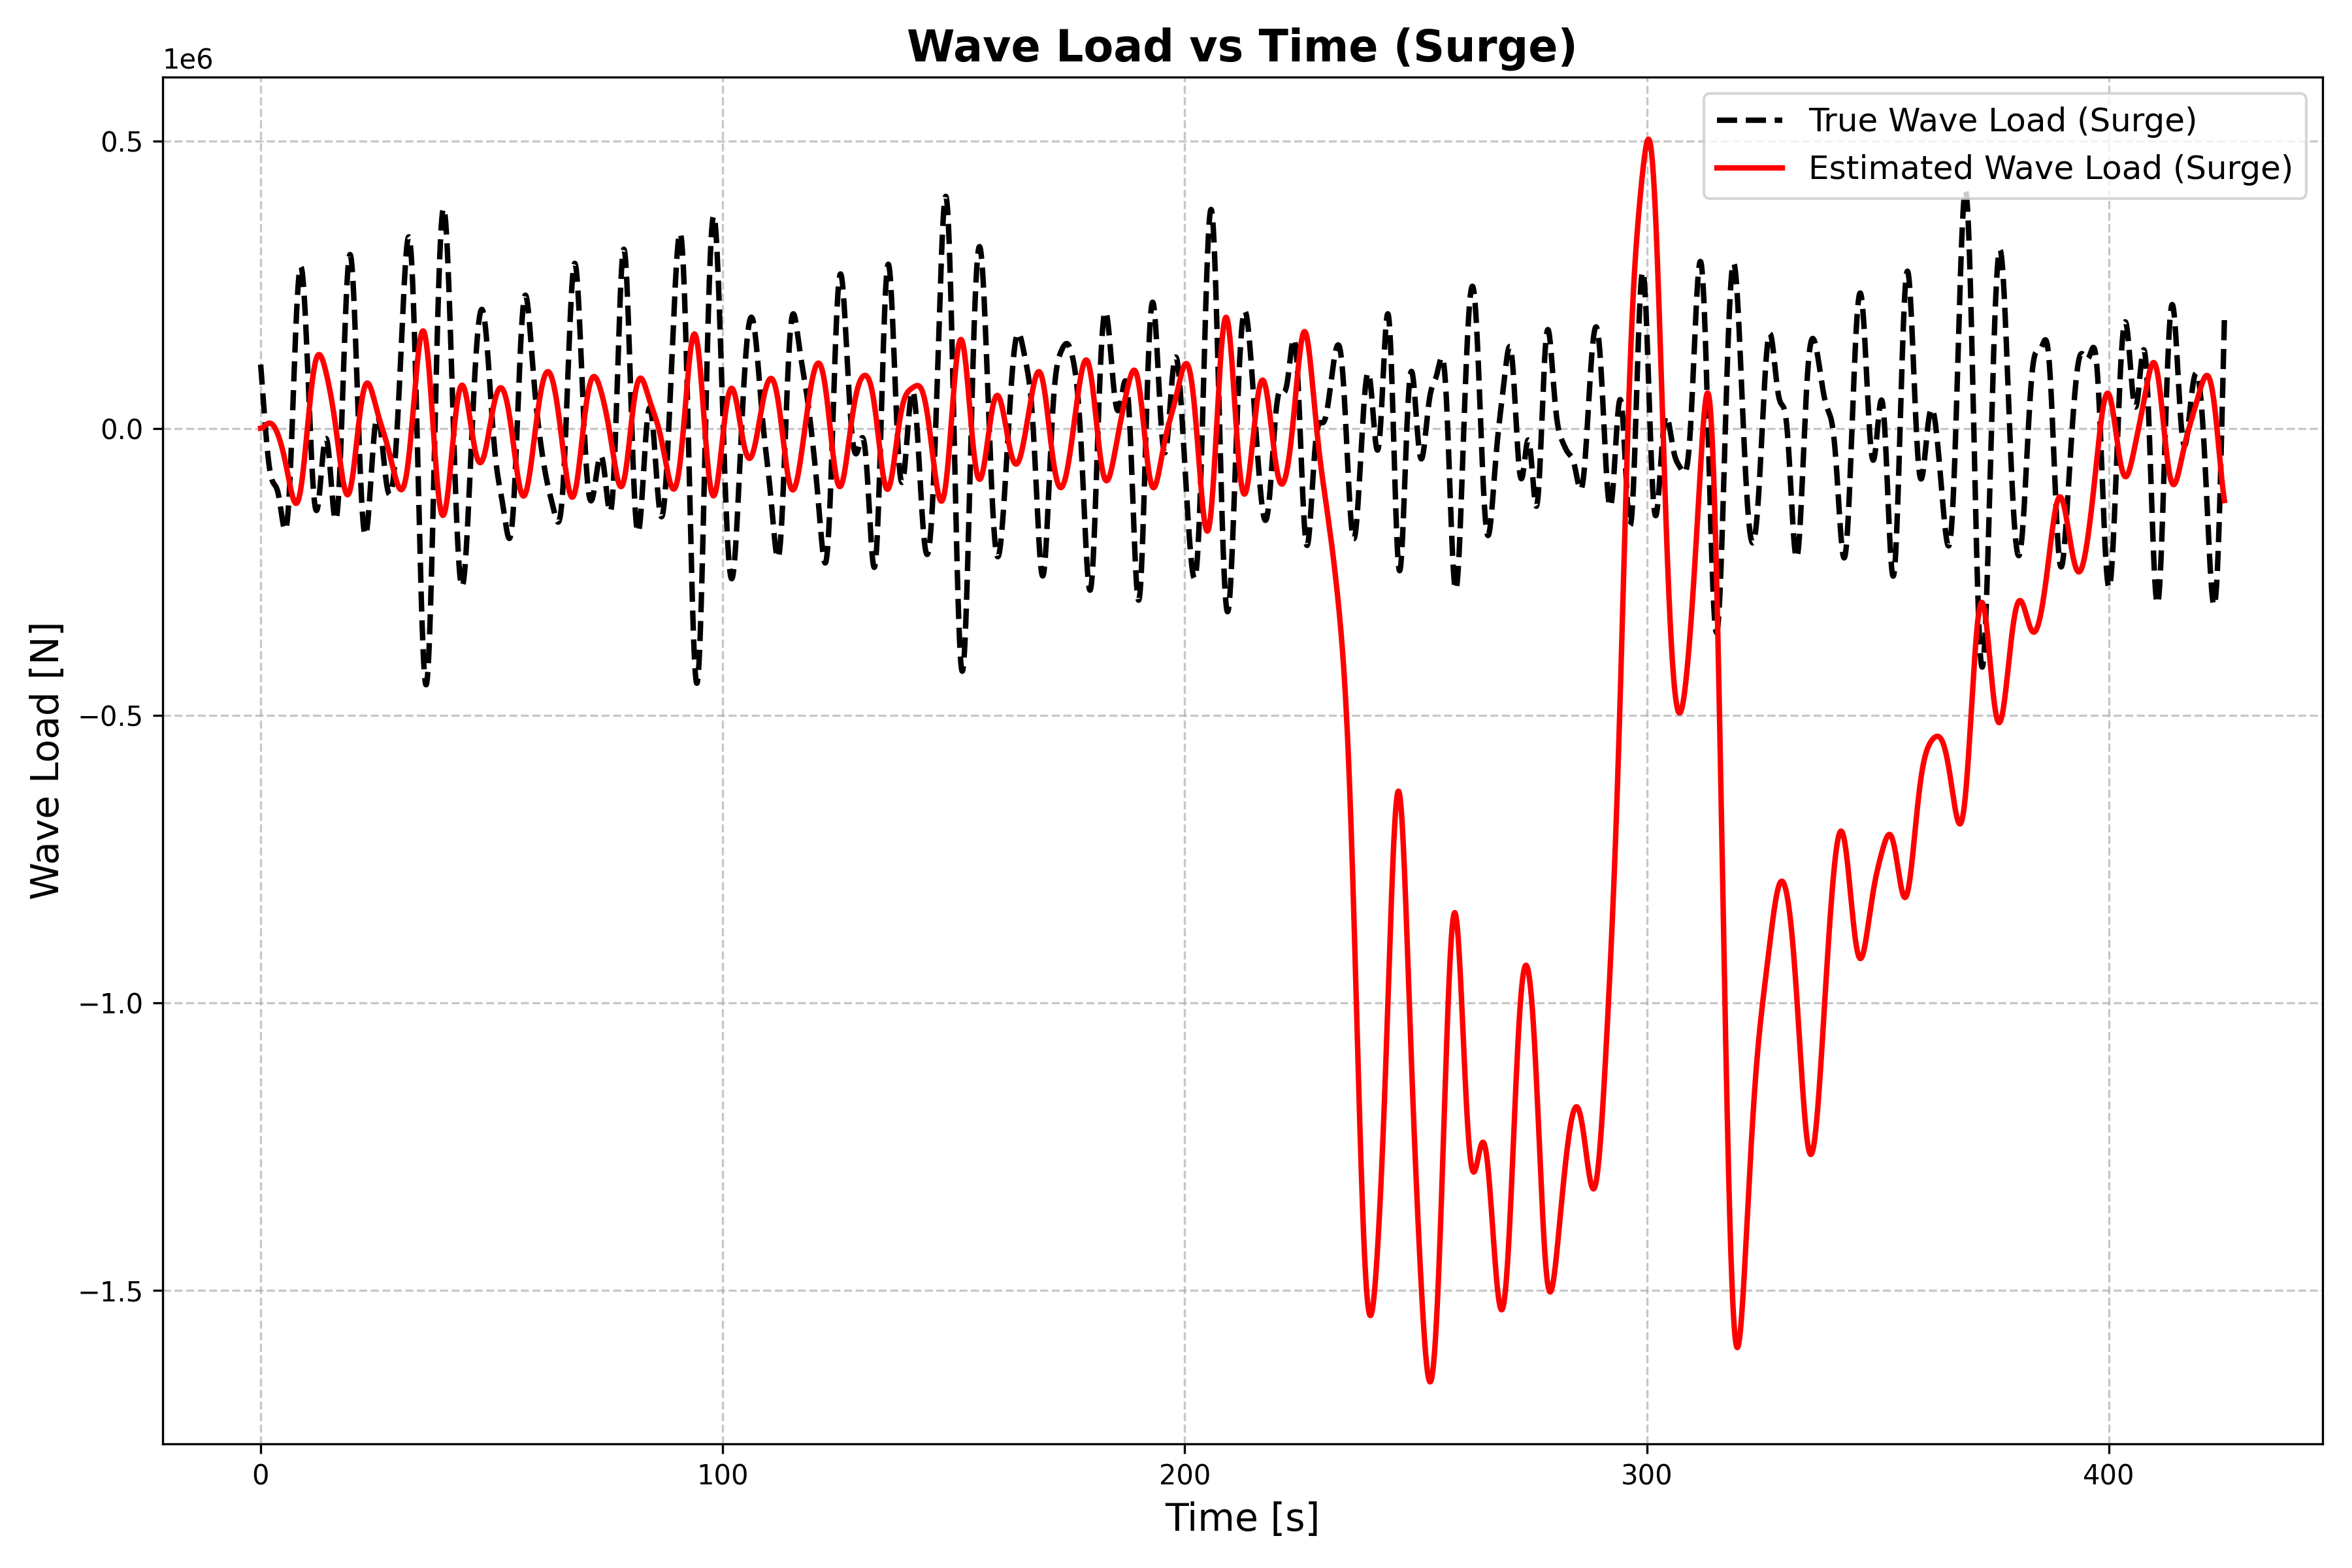 Wave Load vs Time (Surge)
1e6
True Wave Load (Surge)
Estimated Wave Load (Surge)
0.5
0.0
−0.5
−1.0
−1.5
Wave Load [N]
0 100 200 300 400
Time [s]